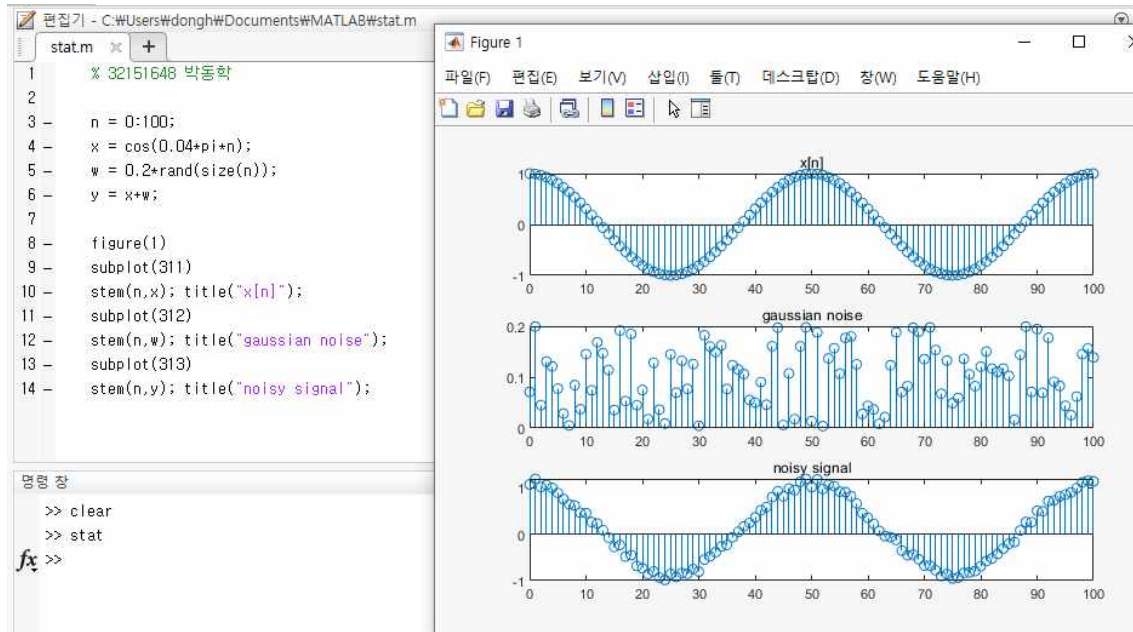 편집기 - C:₩Users₩dongh₩Documents₩MATLAB₩stat.m
stat.m × +
1 % 32151648 박동학
2
3 - n = 0:100;
4 - x = cos(0.04*pi*n);
5 - w = 0.2*rand(size(n));
6 - y = x+w;
7
8 - figure(1)
9 - subplot(311)
10 - stem(n,x); title("x[n]");
11 - subplot(312)
12 - stem(n,w); title("gaussian noise");
13 - subplot(313)
14 - stem(n,y); title("noisy signal");
명령 창
>> clear
>> stat
fx >>
Figure 1
파일(F) 편집(E) 보기(V) 삽입(I) 툴(T) 데스크탑(D) 창(W) 도움말(H)
x[n]
1
0
-1
0 10 20 30 40 50 60 70 80 90 100
gaussian noise
0.2
0.1
0
0 10 20 30 40 50 60 70 80 90 100
noisy signal
1
0
-1
0 10 20 30 40 50 60 70 80 90 100